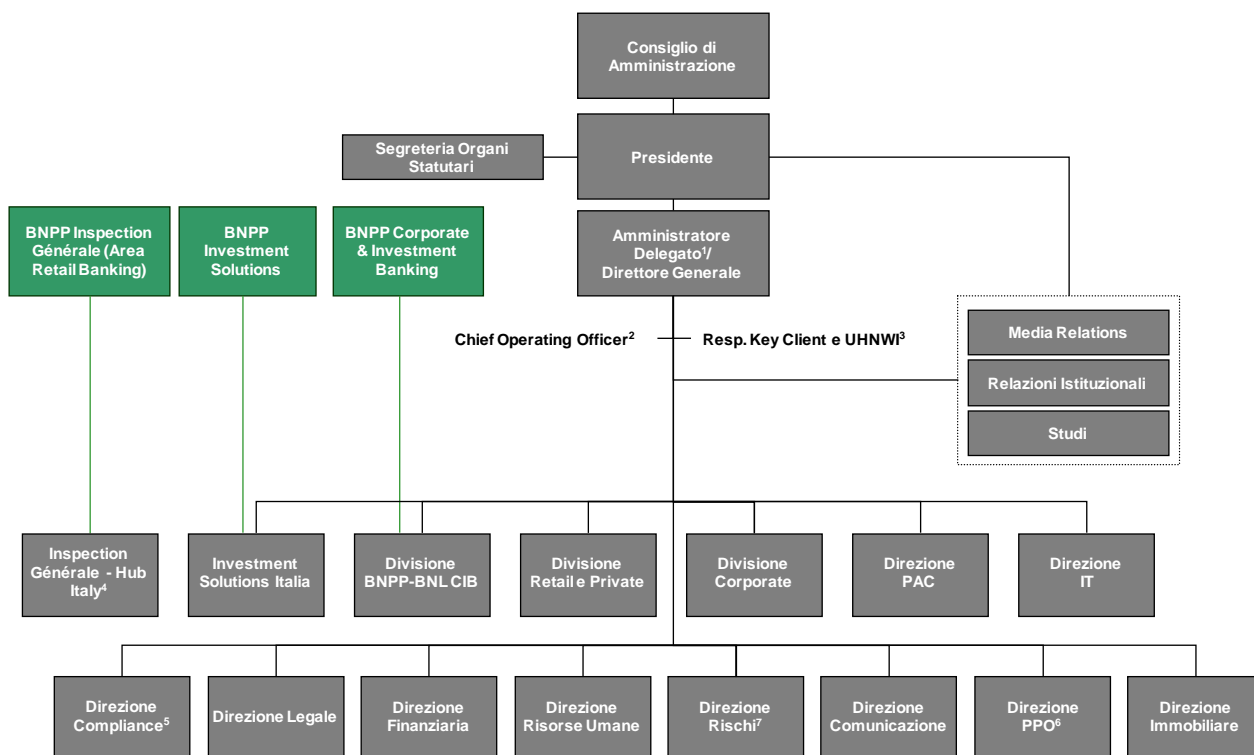 Consiglio di
Amministrazione
Segreteria Organi
Statutari
Presidente
BNPP Inspection
Générale (Area
Retail Banking)
BNPP
Investment
Solutions
BNPP Corporate
& Investment
Banking
Amministratore
Delegato¹/
Direttore Generale
Chief Operating Officer²
Resp. Key Client e UHNWI³
Media Relations
Relazioni Istituzionali
Studi
Inspection
Générale - Hub
Italy⁴
Investment
Solutions Italia
Divisione
BNPP-BNL CIB
Divisione
Retail e Private
Divisione
Corporate
Direzione
PAC
Direzione
IT
Direzione
Compliance⁵
Direzione Legale
Direzione
Finanziaria
Direzione
Risorse Umane
Direzione
Rischi⁷
Direzione
Comunicazione
Direzione
PPO⁶
Direzione
Immobiliare